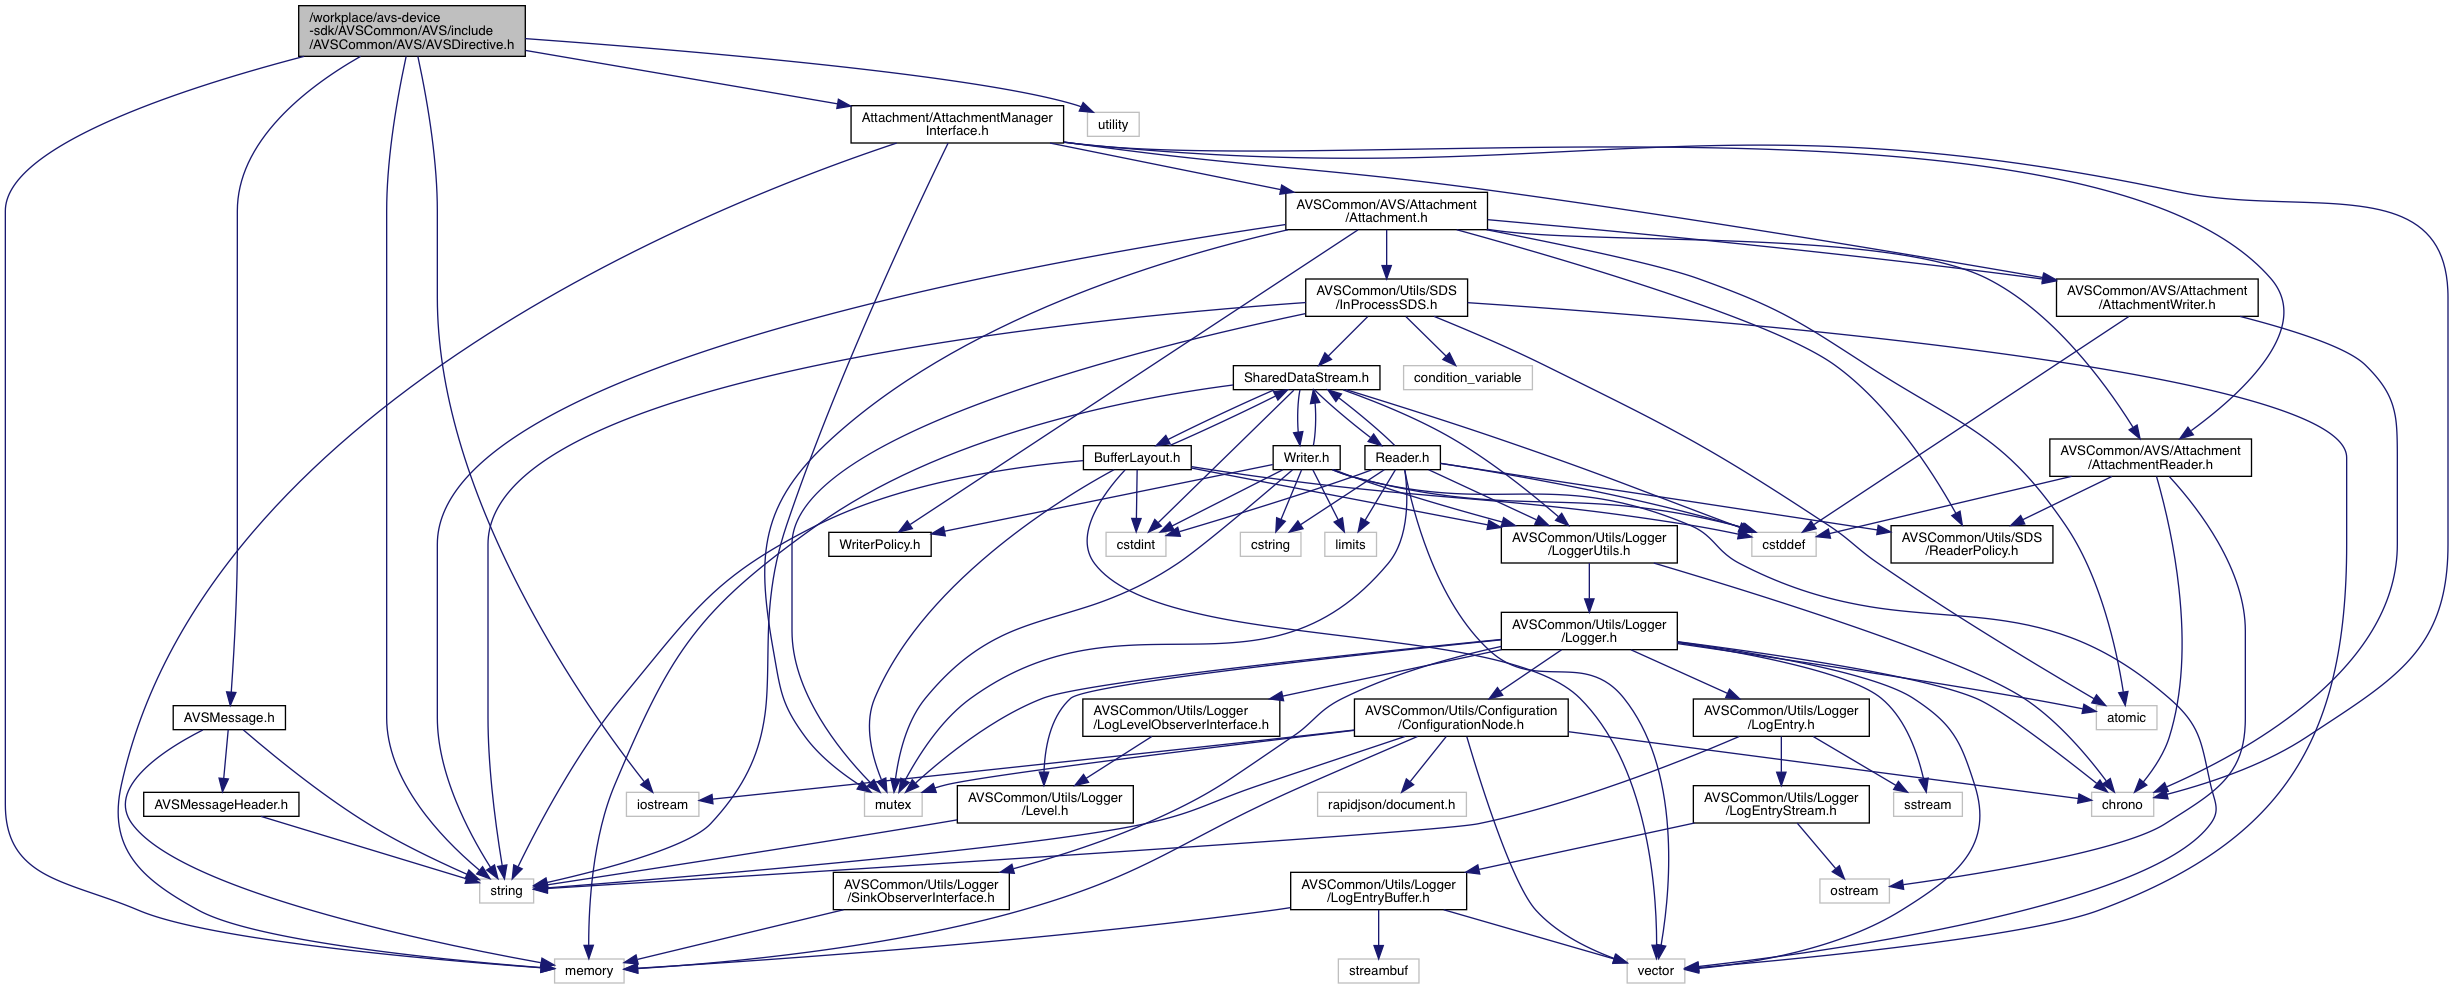 /workplace/avs-device
-sdk/AVSCommon/AVS/include
/AVSCommon/AVS/AVSDirective.h
Attachment/AttachmentManager
Interface.h
utility
AVSCommon/AVS/Attachment
/Attachment.h
AVSCommon/Utils/SDS
/InProcessSDS.h
AVSCommon/AVS/Attachment
/AttachmentWriter.h
SharedDataStream.h
condition_variable
BufferLayout.h
Writer.h
Reader.h
AVSCommon/AVS/Attachment
/AttachmentReader.h
WriterPolicy.h
cstdint
cstring
limits
AVSCommon/Utils/Logger
/LoggerUtils.h
cstddef
AVSCommon/Utils/SDS
/ReaderPolicy.h
AVSCommon/Utils/Logger
/Logger.h
AVSMessage.h
AVSCommon/Utils/Logger
/LogLevelObserverInterface.h
AVSCommon/Utils/Configuration
/ConfigurationNode.h
AVSCommon/Utils/Logger
/LogEntry.h
atomic
AVSMessageHeader.h
iostream
mutex
AVSCommon/Utils/Logger
/Level.h
rapidjson/document.h
AVSCommon/Utils/Logger
/LogEntryStream.h
sstream
chrono
string
AVSCommon/Utils/Logger
/SinkObserverInterface.h
AVSCommon/Utils/Logger
/LogEntryBuffer.h
ostream
memory
streambuf
vector